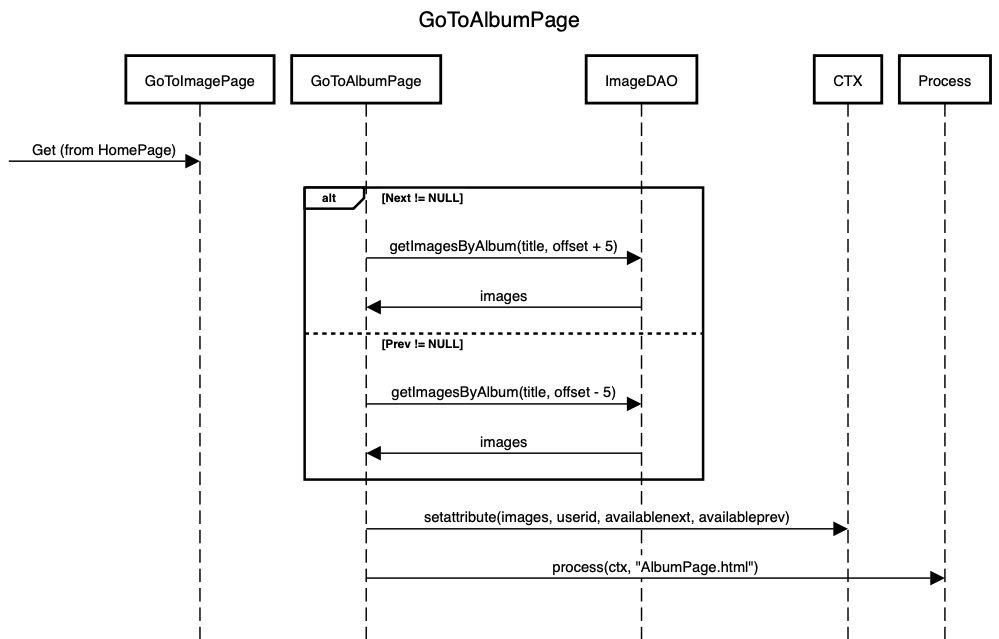 GoToAlbumPage
GoToImagePage
GoToAlbumPage
ImageDAO
CTX
Process
Get (from HomePage)
alt
[Next != NULL]
getImagesByAlbum(title, offset + 5)
images
[Prev != NULL]
getImagesByAlbum(title, offset - 5)
images
setattribute(images, userid, availablenext, availableprev)
process(ctx, "AlbumPage.html")